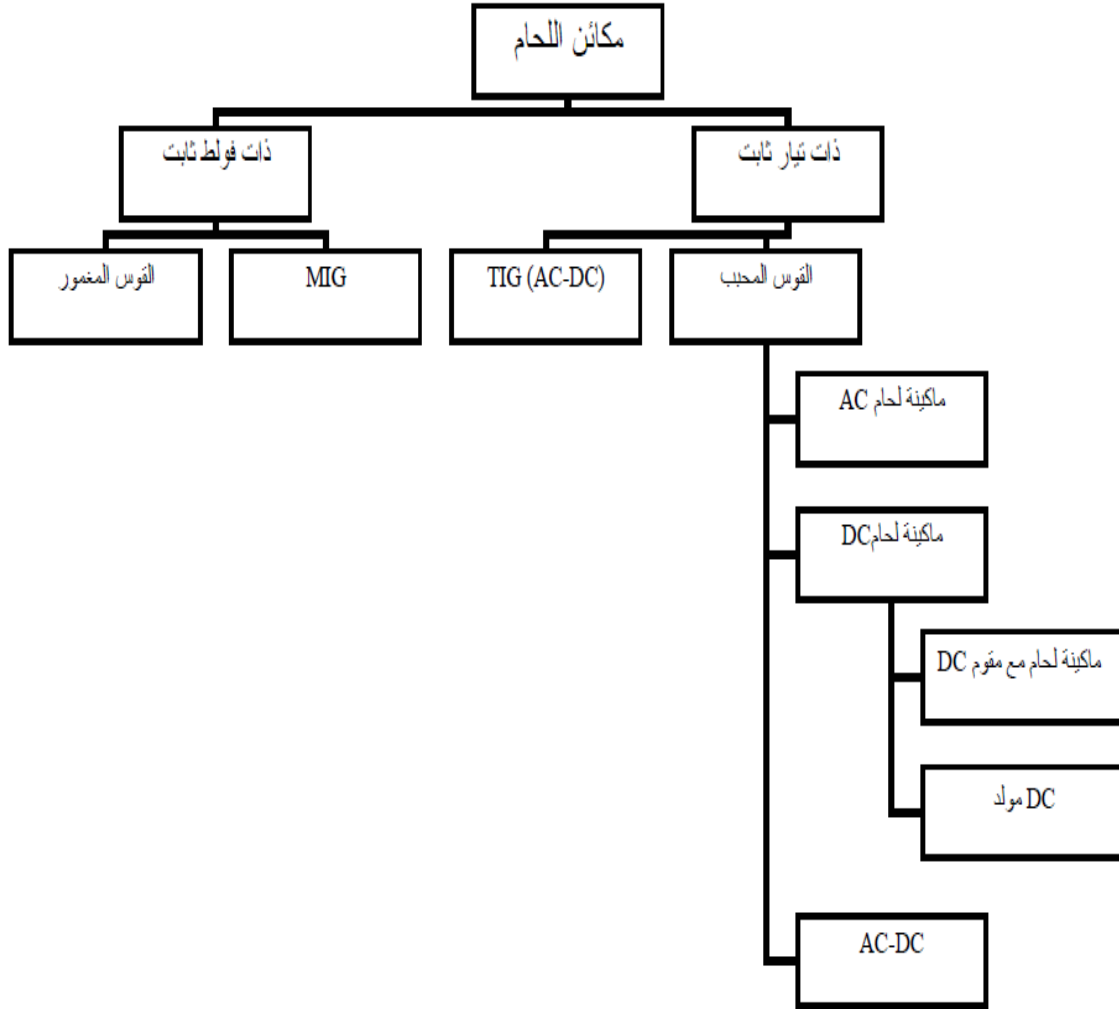 مكائن اللحام
ذات تيار ثابت
ذات فولط ثابت
القوس المحبب
TIG (AC-DC)
MIG
القوس المغمور
ماكينة لحام AC
ماكينة لحامDC
ماكينة لحام مع مقوم DC
DC مولد
AC-DC